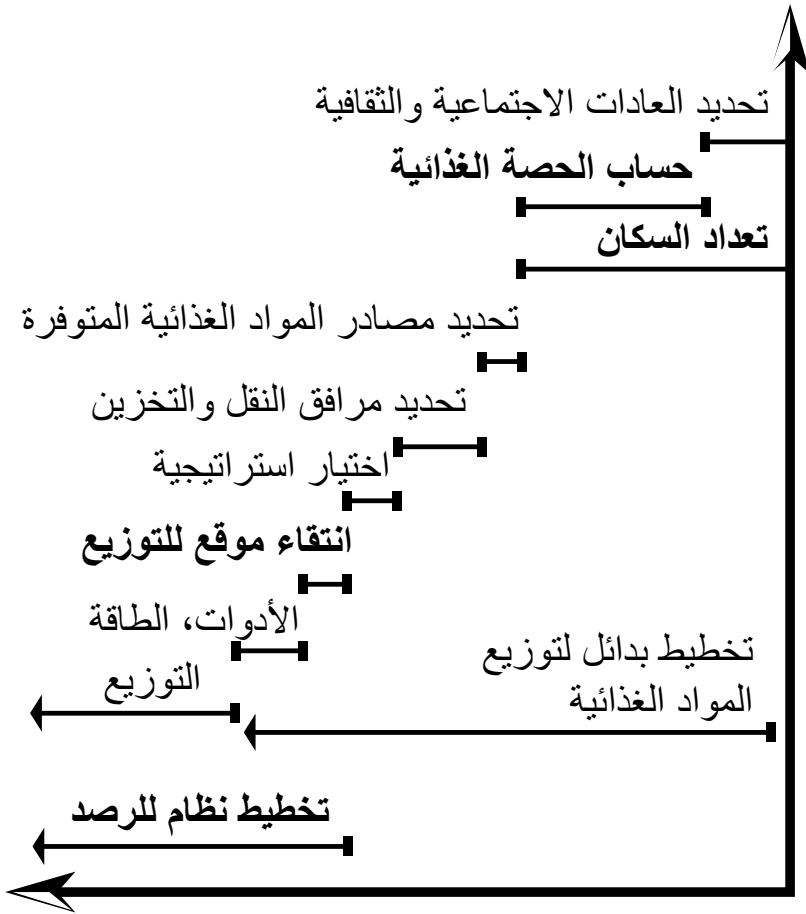 تحديد العادات الاجتماعية والثقافية
حساب الحصة الغذائية
تعداد السكان
تحديد مصادر المواد الغذائية المتوفرة
تحديد مرافق النقل والتخزين
اختيار استراتيجية
انتقاء موقع للتوزيع
الأدوات، الطاقة
تخطيط بدائل لتوزيع
المواد الغذائية
التوزيع
تخطيط نظام للرصد